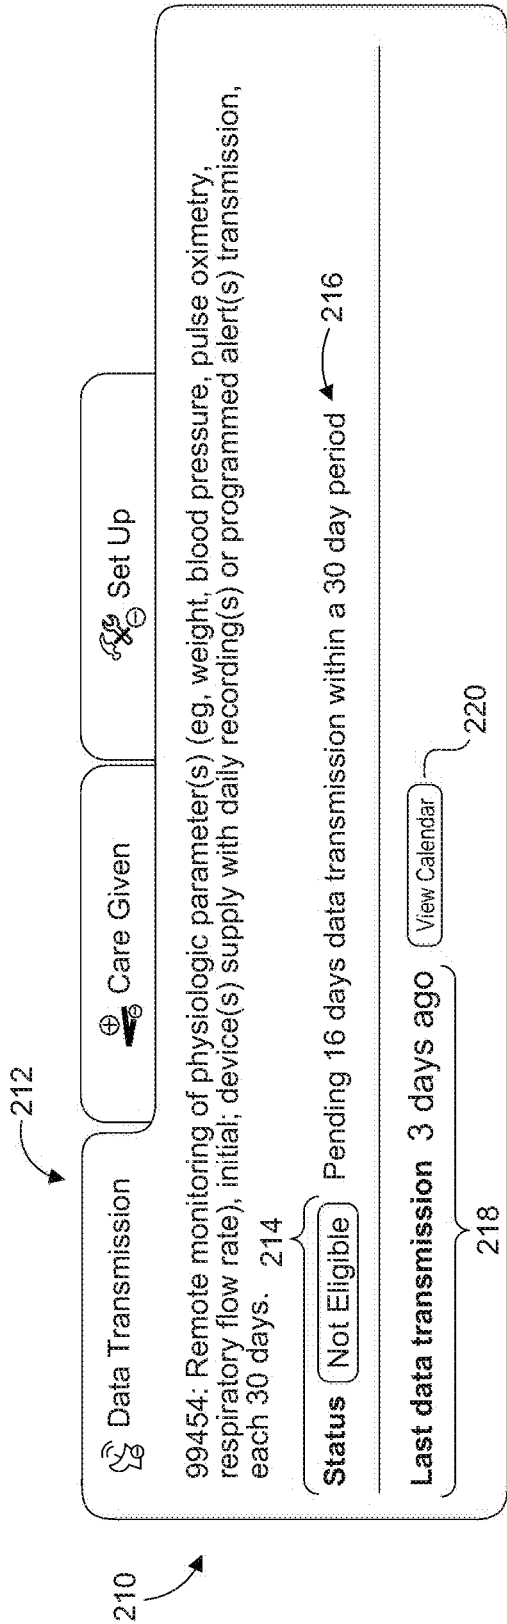 210
212
Data Transmission
Care Given
Set Up
99454: Remote monitoring of physiologic parameter(s) (eg, weight, blood pressure, pulse oximetry,
respiratory flow rate), initial; device(s) supply with daily recording(s) or programmed alert(s) transmission,
each 30 days.
214
Status Not Eligible Pending 16 days data transmission within a 30 day period
216
Last data transmission 3 days ago View Calendar
218
220